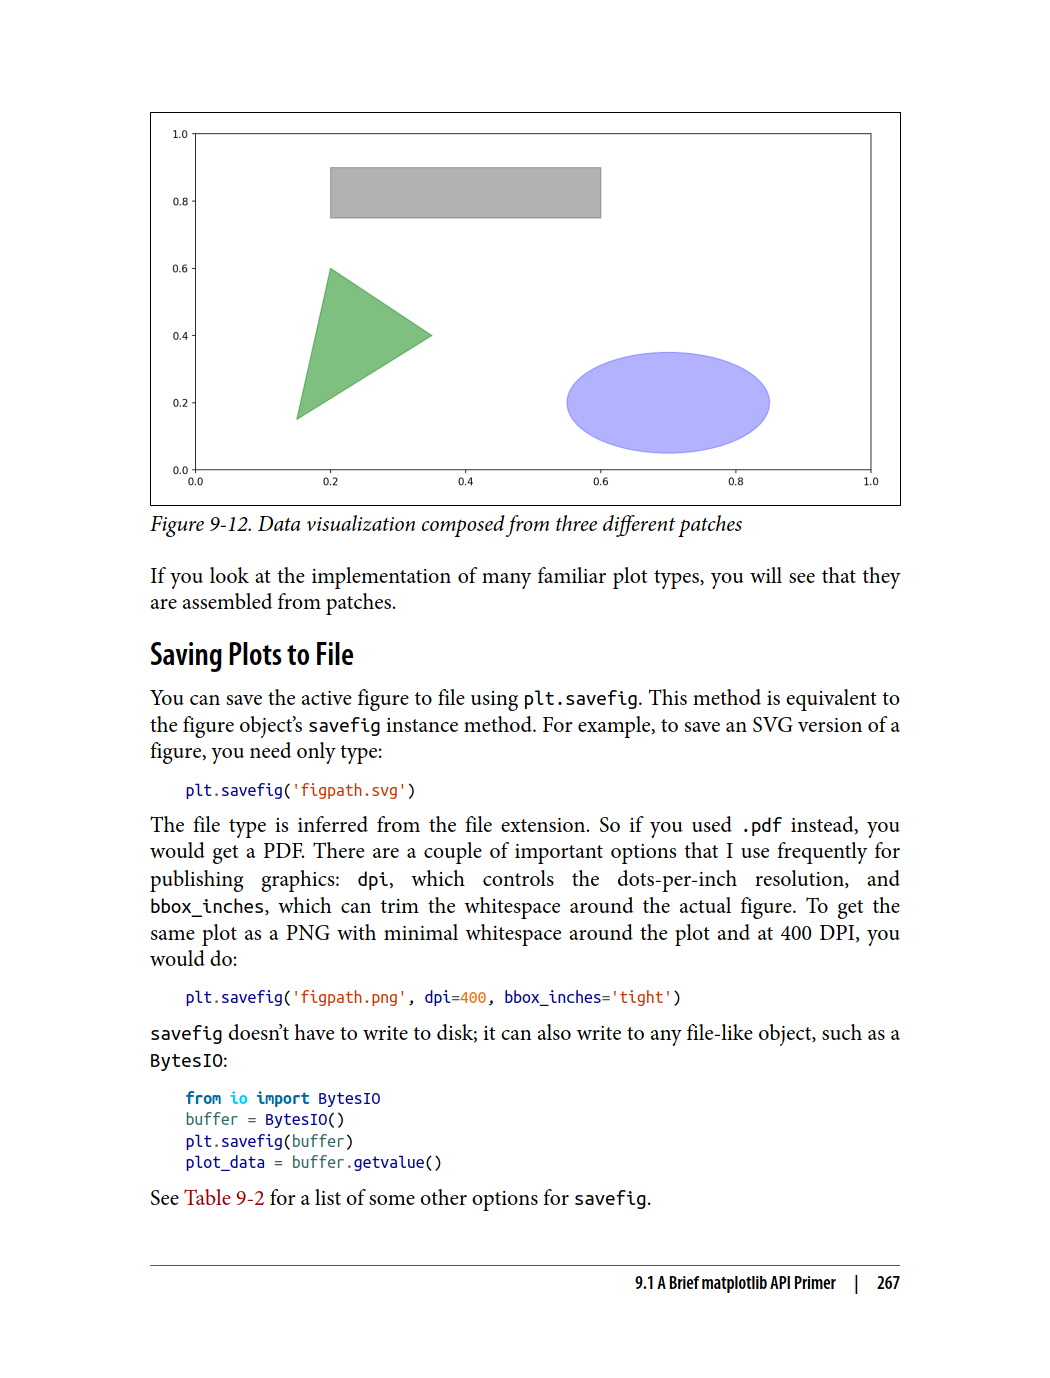 1.0
0.8
0.6
0.4
0.2
0.0
0.0 0.2 0.4 0.6 0.8 1.0
Figure 9-12. Data visualization composed from three different patches
If you look at the implementation of many familiar plot types, you will see that they
are assembled from patches.
Saving Plots to File
You can save the active figure to file using plt.savefig. This method is equivalent to
the figure object’s savefig instance method. For example, to save an SVG version of a
figure, you need only type:
plt.savefig('figpath.svg')
The file type is inferred from the file extension. So if you used .pdf instead, you
would get a PDF. There are a couple of important options that I use frequently for
publishing graphics: dpi, which controls the dots-per-inch resolution, and
bbox_inches, which can trim the whitespace around the actual figure. To get the
same plot as a PNG with minimal whitespace around the plot and at 400 DPI, you
would do:
plt.savefig('figpath.png', dpi=400, bbox_inches='tight')
savefig doesn’t have to write to disk; it can also write to any file-like object, such as a
BytesIO:
from io import BytesIO
buffer = BytesIO()
plt.savefig(buffer)
plot_data = buffer.getvalue()
See Table 9-2 for a list of some other options for savefig.
9.1 A Brief matplotlib API Primer | 267